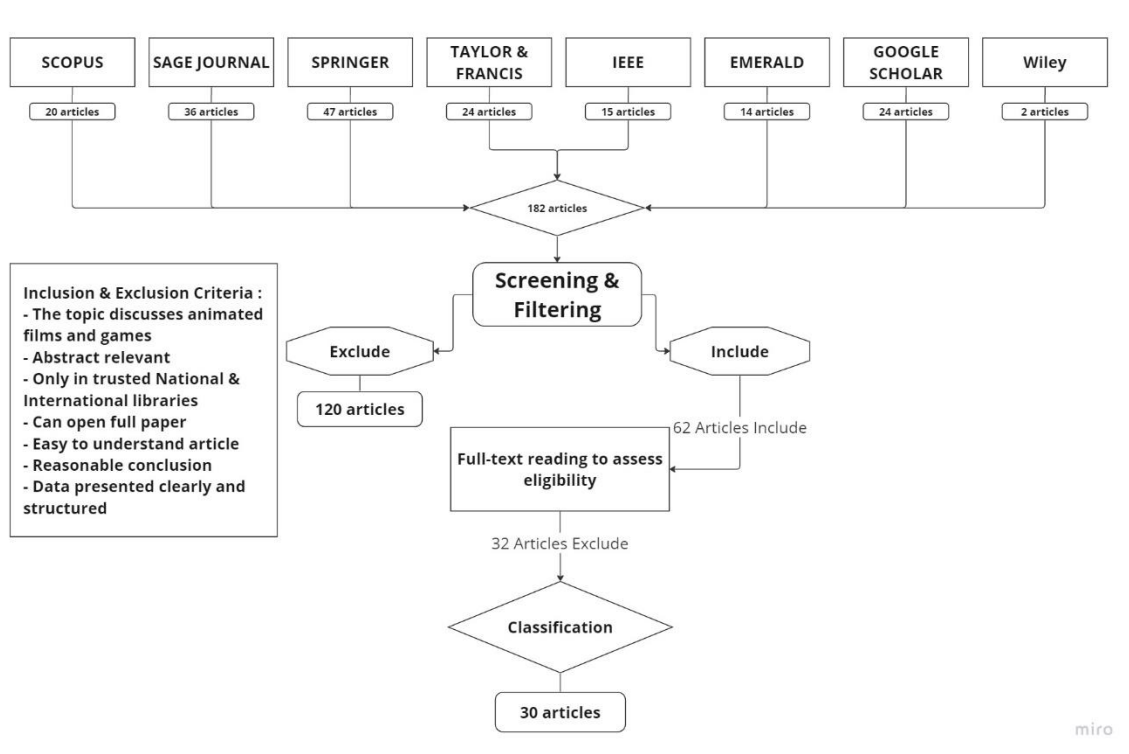 SCOPUS
SAGE JOURNAL
SPRINGER
TAYLOR &
FRANCIS
IEEE
EMERALD
GOOGLE
SCHOLAR
Wiley
20 articles
36 articles
47 articles
24 articles
15 articles
14 articles
24 articles
2 articles
182 articles
Screening &
Filtering
Inclusion & Exclusion Criteria :
- The topic discusses animated
films and games
- Abstract relevant
- Only in trusted National &
International libraries
- Can open full paper
- Easy to understand article
- Reasonable conclusion
- Data presented clearly and
structured
Exclude
Include
120 articles
62 Articles Include
Full-text reading to assess
eligibility
32 Articles Exclude
Classification
30 articles
miro